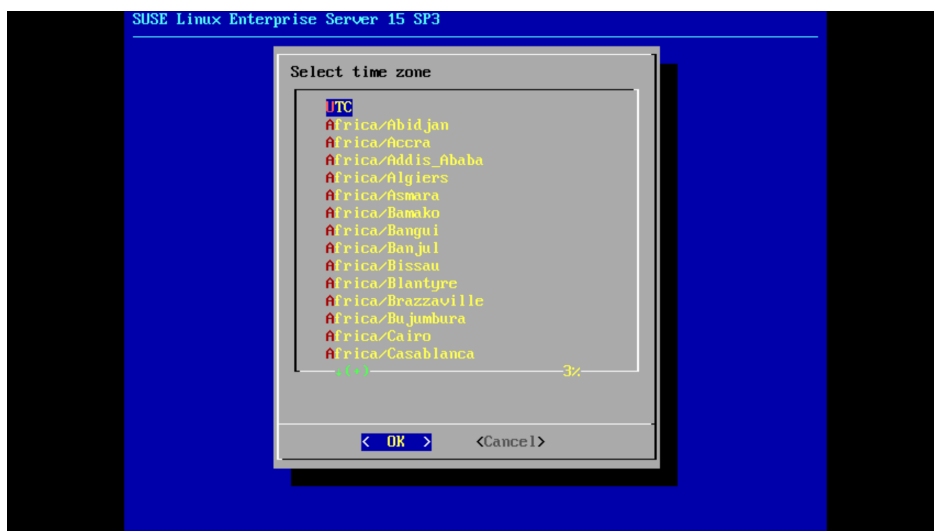 SUSE Linux Enterprise Server 15 SP3
Select time zone
UTC
Africa/Abidjan
Africa/Accra
Africa/Addis_Ababa
Africa/Algiers
Africa/Asmara
Africa/Bamako
Africa/Bangui
Africa/Banjul
Africa/Bissau
Africa/Blantyre
Africa/Brazzaville
Africa/Bujumbura
Africa/Cairo
Africa/Casablanca
↓(+) 3%
< OK > <Cancel>